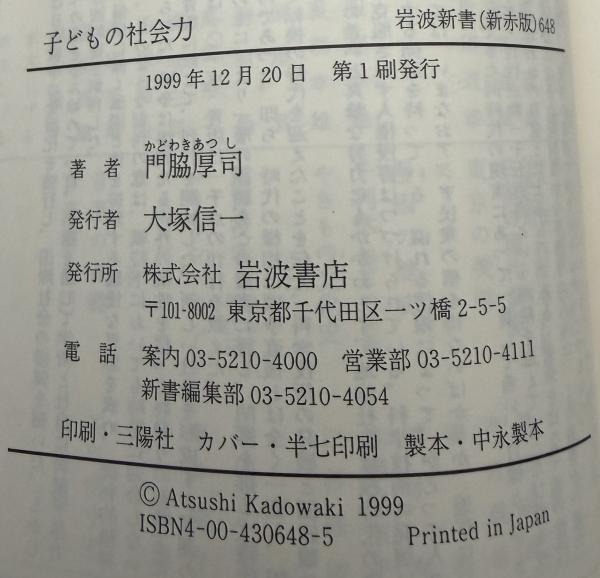 子どもの社会力 岩波新書(新赤版)648
1999年12月20日 第1刷発行
かどわきあつし
著者 門脇厚司
発行者 大塚信一
発行所 株式会社 岩波書店
〒101-8002 東京都千代田区一ツ橋2-5-5
電話 案内03-5210-4000 営業部03-5210-4111
新書編集部03-5210-4054
印刷・三陽社 カバー・半七印刷 製本・中永製本
© Atsushi Kadowaki 1999
ISBN4-00-430648-5 Printed in Japan